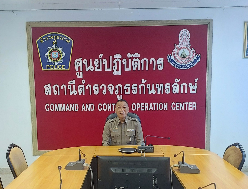 ศูนย์ปฏิบัติการ
สถานีตำรวจภูธรกันทรลักษ์
COMMAND AND CONTROL OPERATION CENTER